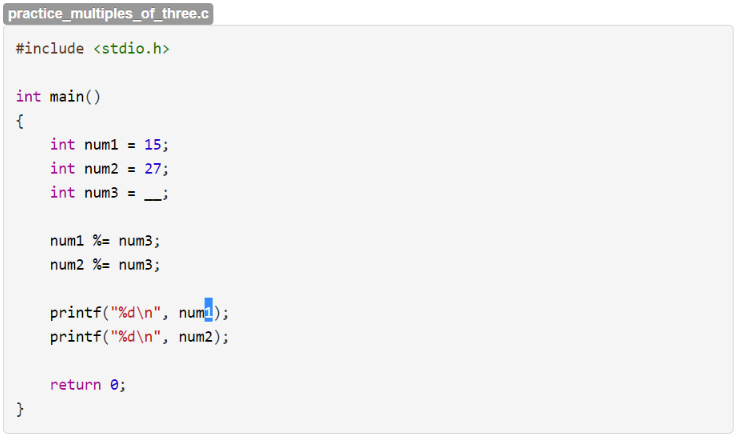 practice_multiples_of_three.c
#include <stdio.h>
int main()
{
    int num1 = 15;
    int num2 = 27;
    int num3 = __;
    num1 %= num3;
    num2 %= num3;
    printf("%d\n", num1);
    printf("%d\n", num2);
    return 0;
}